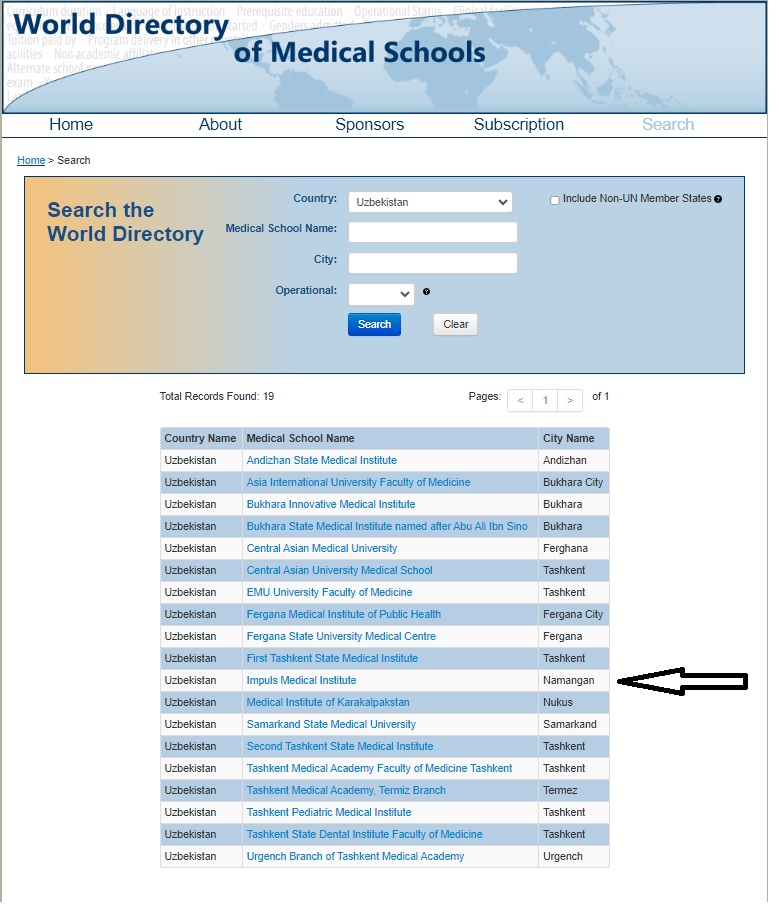 World Directory
of Medical Schools
Home About Sponsors Subscription Search
Home > Search
Search the
World Directory
Country: Uzbekistan Include Non-UN Member States
Medical School Name:
City:
Operational:
Search Clear
Total Records Found: 19 Pages: < 1 > of 1
Country Name Medical School Name City Name
Uzbekistan Andizhan State Medical Institute Andizhan
Uzbekistan Asia International University Faculty of Medicine Bukhara City
Uzbekistan Bukhara Innovative Medical Institute Bukhara
Uzbekistan Bukhara State Medical Institute named after Abu Ali Ibn Sino Bukhara
Uzbekistan Central Asian Medical University Ferghana
Uzbekistan Central Asian University Medical School Tashkent
Uzbekistan EMU University Faculty of Medicine Tashkent
Uzbekistan Fergana Medical Institute of Public Health Fergana City
Uzbekistan Fergana State University Medical Centre Fergana
Uzbekistan First Tashkent State Medical Institute Tashkent
Uzbekistan Impuls Medical Institute Namangan
Uzbekistan Medical Institute of Karakalpakstan Nukus
Uzbekistan Samarkand State Medical University Samarkand
Uzbekistan Second Tashkent State Medical Institute Tashkent
Uzbekistan Tashkent Medical Academy Faculty of Medicine Tashkent Tashkent
Uzbekistan Tashkent Medical Academy, Termiz Branch Termez
Uzbekistan Tashkent Pediatric Medical Institute Tashkent
Uzbekistan Tashkent State Dental Institute Faculty of Medicine Tashkent
Uzbekistan Urgench Branch of Tashkent Medical Academy Urgench